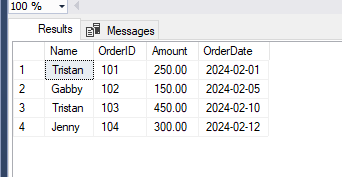 100 %
Results Messages
Name OrderID Amount OrderDate
1 Tristan 101 250.00 2024-02-01
2 Gabby 102 150.00 2024-02-05
3 Tristan 103 450.00 2024-02-10
4 Jenny 104 300.00 2024-02-12